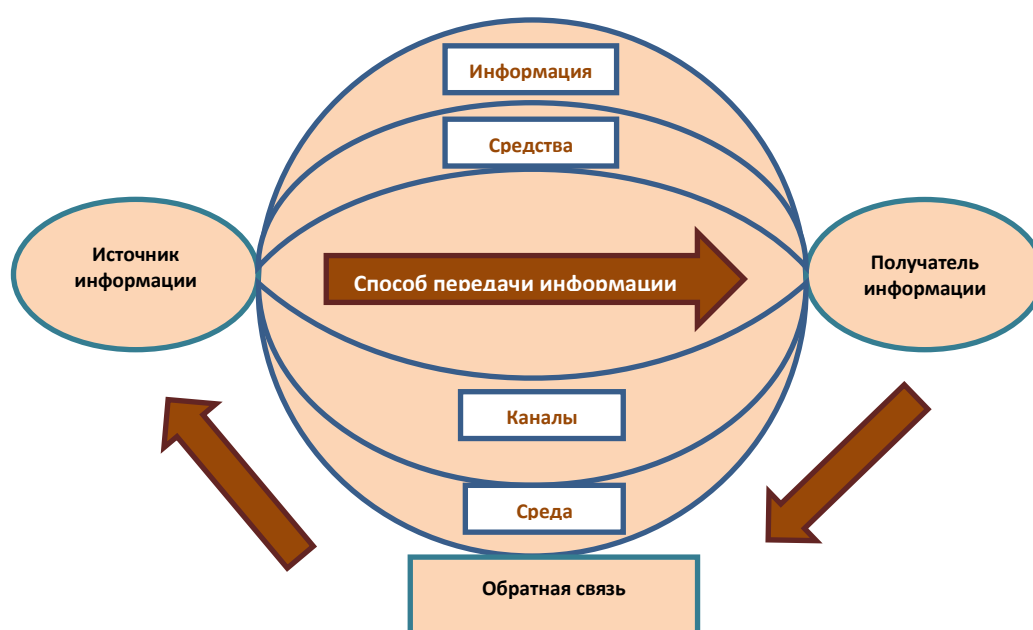 Информация
Средства
Источник
информации
Способ передачи информации
Получатель
информации
Каналы
Среда
Обратная связь